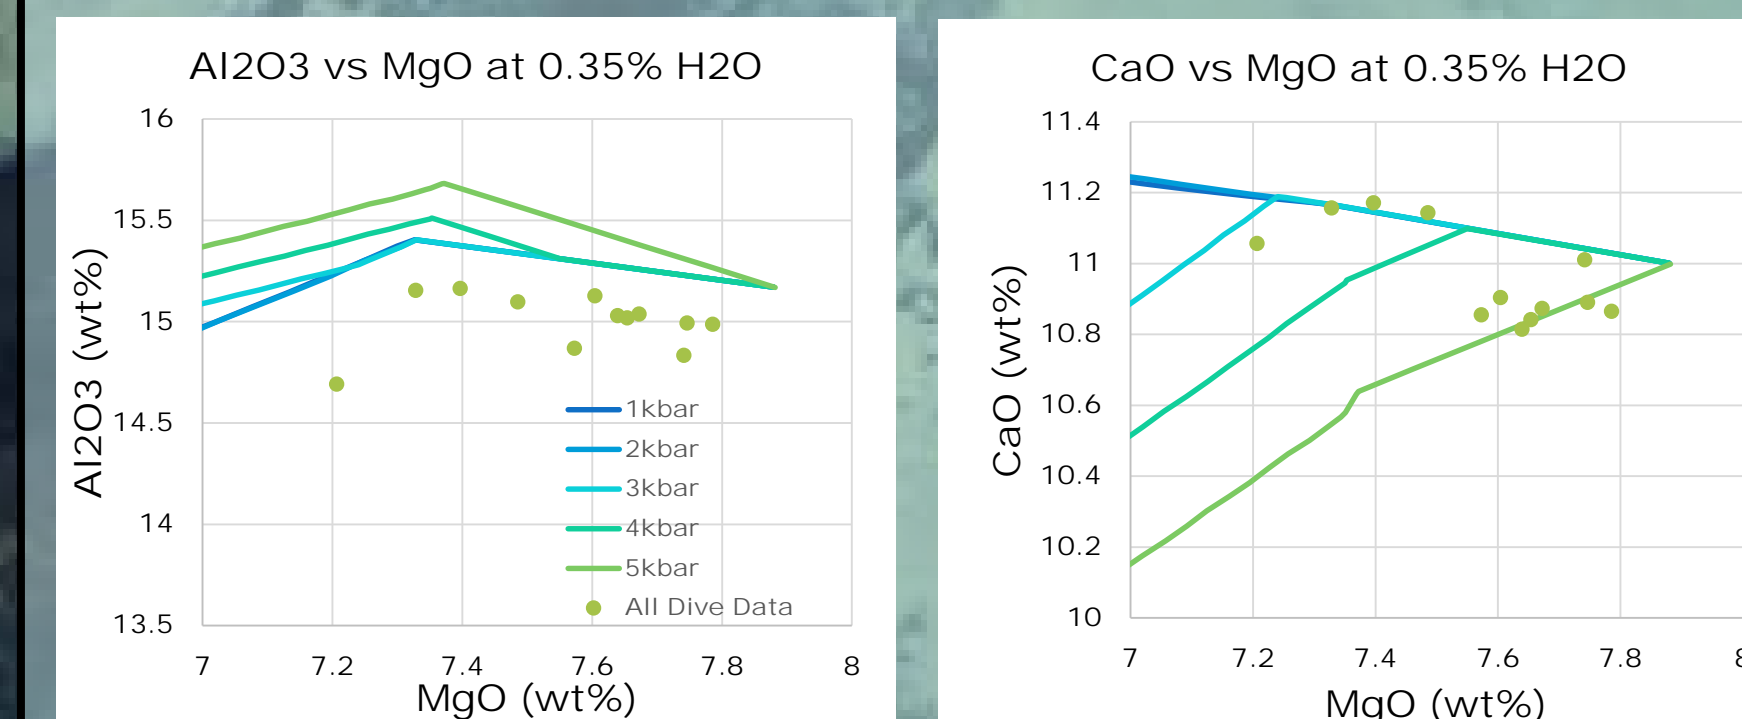 Al2O3 vs MgO at 0.35% H2O
16
15.5
15
14.5
14
13.5
Al2O3 (wt%)
7 7.2 7.4 7.6 7.8 8
MgO (wt%)
1kbar
2kbar
3kbar
4kbar
5kbar
All Dive Data
CaO vs MgO at 0.35% H2O
11.4
11.2
11
10.8
10.6
10.4
10.2
10
CaO (wt%)
7 7.2 7.4 7.6 7.8 8
MgO (wt%)